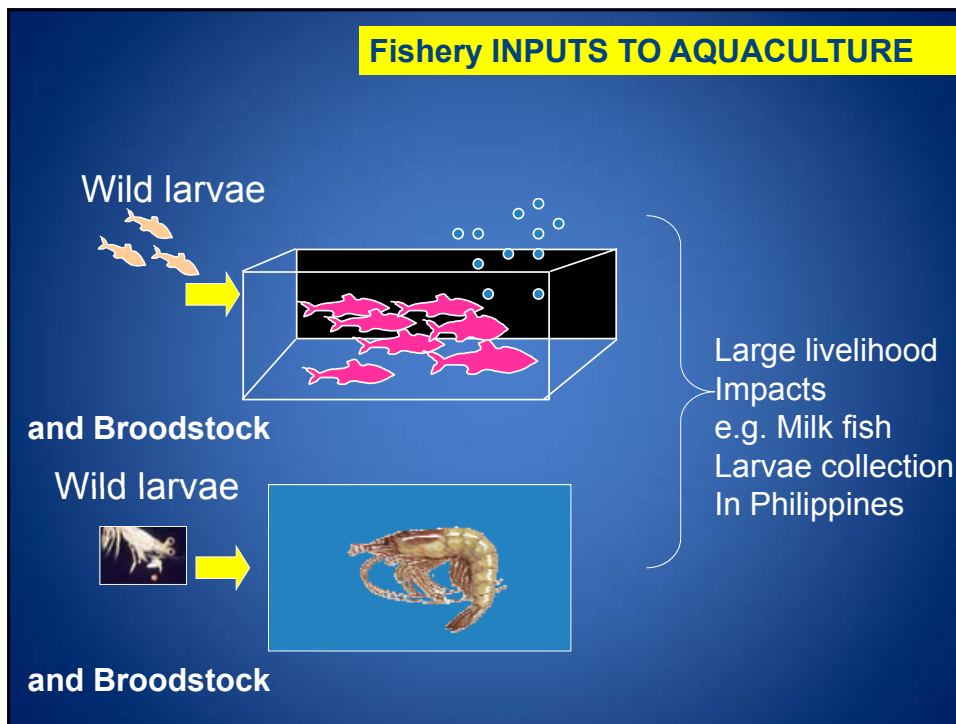 Fishery INPUTS TO AQUACULTURE
Wild larvae
and Broodstock
Wild larvae
and Broodstock
Large livelihood
Impacts
e.g. Milk fish
Larvae collection
In Philippines